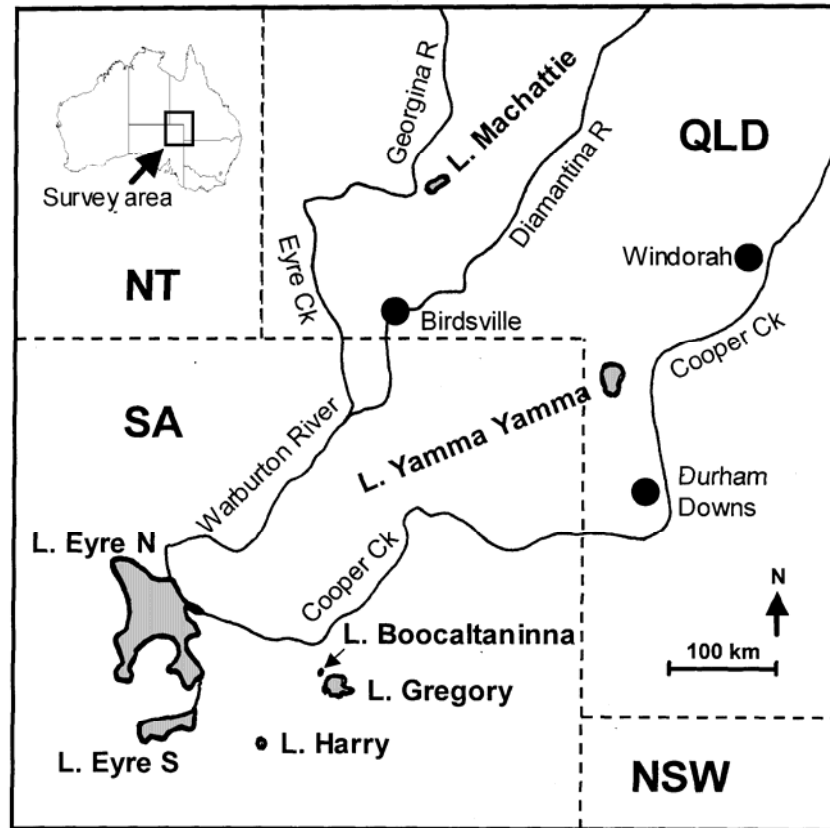 Survey area
NT
Georgina R
L. Machattie
QLD
Diamantina R
Eyre Ck
Windorah
Birdsville
Cooper Ck
SA
Warburton River
L. Yamma Yamma
Durham
Downs
L. Eyre N
Cooper Ck
N
L. Boocaltaninna
100 km
L. Gregory
L. Harry
L. Eyre S
NSW